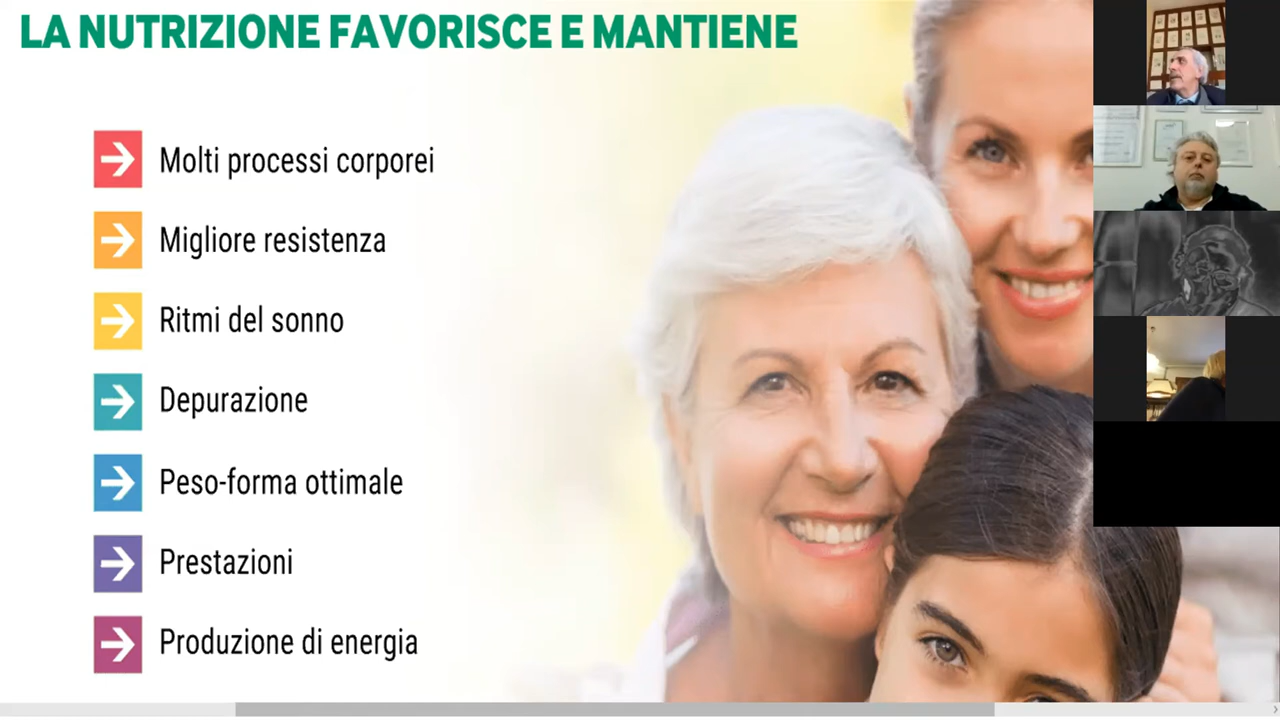 LA NUTRIZIONE FAVORISCE E MANTIENE
Molti processi corporei
Migliore resistenza
Ritmi del sonno
Depurazione
Peso-forma ottimale
Prestazioni
Produzione di energia